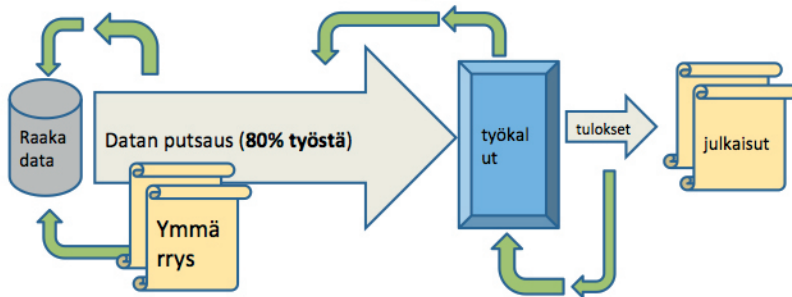 Raaka
data
Datan putsaus (80% työstä)
Ymmä
rrys
työkal
ut
tulokset
julkaisut